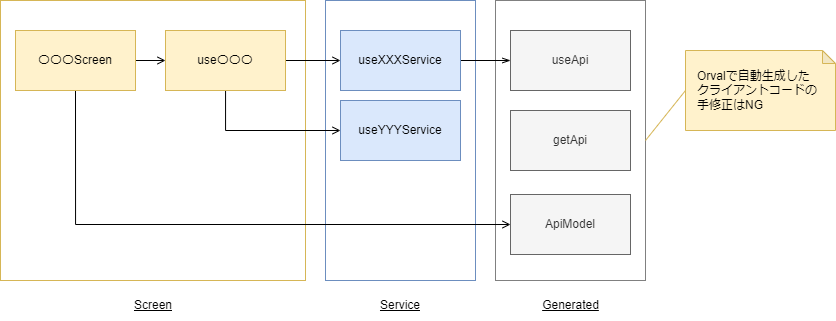 〇〇〇Screen
use〇〇〇
useXXXService
useApi
useYYYService
getApi
ApiModel
Orvalで自動生成した
クライアントコードの
手修正はNG
Screen
Service
Generated